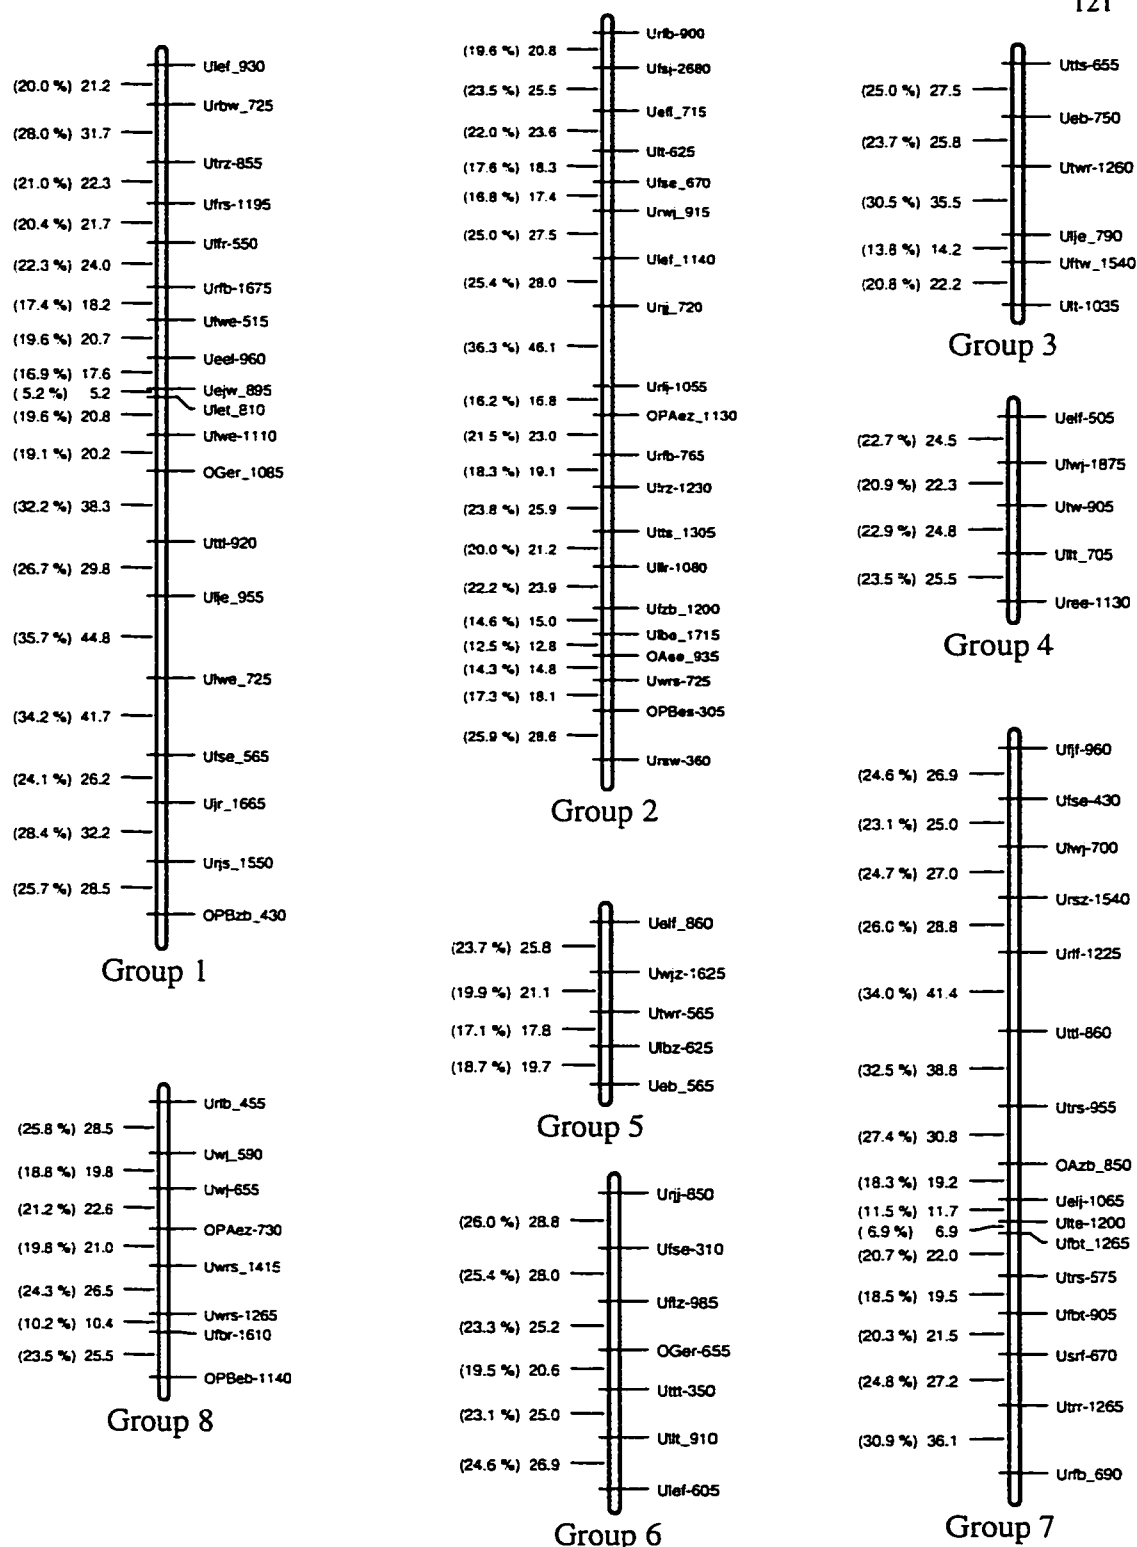 121
Ulef_930
(20.0 %) 21.2
Urbw_725
(28.0 %) 31.7
Utrz-855
(21.0 %) 22.3
Ufrs-1195
(20.4 %) 21.7
Ulfr-550
(22.3 %) 24.0
Urfb-1675
(17.4 %) 18.2
Ufwe-515
(19.6 %) 20.7
Ueel-960
(16.9 %) 17.6
Uejw_895
( 5.2 %) 5.2
Ulet_810
(19.6 %) 20.8
Ulwe-1110
(19.1 %) 20.2
OGer_1085
(32.2 %) 38.3
Uttl-920
(26.7 %) 29.8
Ulje_955
(35.7 %) 44.8
Ufwe_725
(34.2 %) 41.7
Ufse_565
(24.1 %) 26.2
Ujr_1665
(28.4 %) 32.2
Urjs_1550
(25.7 %) 28.5
OPBzb_430
Group 1
Urfb-900
(19.6 %) 20.8
Ufsj-2680
(23.5 %) 25.5
Uefl_715
(22.0 %) 23.6
Ult-625
(17.6 %) 18.3
Ufse_670
(16.8 %) 17.4
Urwj_915
(25.0 %) 27.5
Ulef_1140
(25.4 %) 28.0
Urjj_720
(36.3 %) 46.1
Urlj-1055
(16.2 %) 16.8
OPAez_1130
(21.5 %) 23.0
Urfb-765
(18.3 %) 19.1
Utrz-1230
(23.8 %) 25.9
Utts_1305
(20.0 %) 21.2
Ullr-1080
(22.2 %) 23.9
Ufzb_1200
(14.6 %) 15.0
Ulbe_1715
(12.5 %) 12.8
OAee_935
(14.3 %) 14.8
Uwrs-725
(17.3 %) 18.1
OPBes-305
(25.9 %) 28.6
Ursw-360
Group 2
Utts-655
(25.0 %) 27.5
Ueb-750
(23.7 %) 25.8
Utwr-1260
(30.5 %) 35.5
Ulje_790
(13.8 %) 14.2
Uftw_1540
(20.8 %) 22.2
Ult-1035
Group 3
Uelf-505
(22.7 %) 24.5
Ulwj-1875
(20.9 %) 22.3
Utw-905
(22.9 %) 24.8
Ullt_705
(23.5 %) 25.5
Uree-1130
Group 4
Uelf_860
(23.7 %) 25.8
Uwjz-1625
(19.9 %) 21.1
Utwr-565
(17.1 %) 17.8
Ulbz-625
(18.7 %) 19.7
Ueb_565
Group 5
Urjj-850
(26.0 %) 28.8
Ufse-310
(25.4 %) 28.0
Uflz-985
(23.3 %) 25.2
OGer-655
(19.5 %) 20.6
Uttt-350
(23.1 %) 25.0
Ullt_910
(24.6 %) 26.9
Ulef-605
Group 6
Ufjf-960
(24.6 %) 26.9
Ufse-430
(23.1 %) 25.0
Ulwj-700
(24.7 %) 27.0
Ursz-1540
(26.0 %) 28.8
Urlf-1225
(34.0 %) 41.4
Uttl-860
(32.5 %) 38.8
Utrs-955
(27.4 %) 30.8
OAzb_850
(18.3 %) 19.2
Uelj-1065
(11.5 %) 11.7
Ulte-1200
( 6.9 %) 6.9
Ufbt_1265
(20.7 %) 22.0
Utrs-575
(18.5 %) 19.5
Ufbt-905
(20.3 %) 21.5
Usrf-670
(24.8 %) 27.2
Utrr-1265
(30.9 %) 36.1
Urfb_690
Group 7
Urfb_455
(25.8 %) 28.5
Uwj_590
(18.8 %) 19.8
Uwj-655
(21.2 %) 22.6
OPAez-730
(19.8 %) 21.0
Uwrs_1415
(24.3 %) 26.5
Uwrs-1265
(10.2 %) 10.4
Ufbr-1610
(23.5 %) 25.5
OPBeb-1140
Group 8